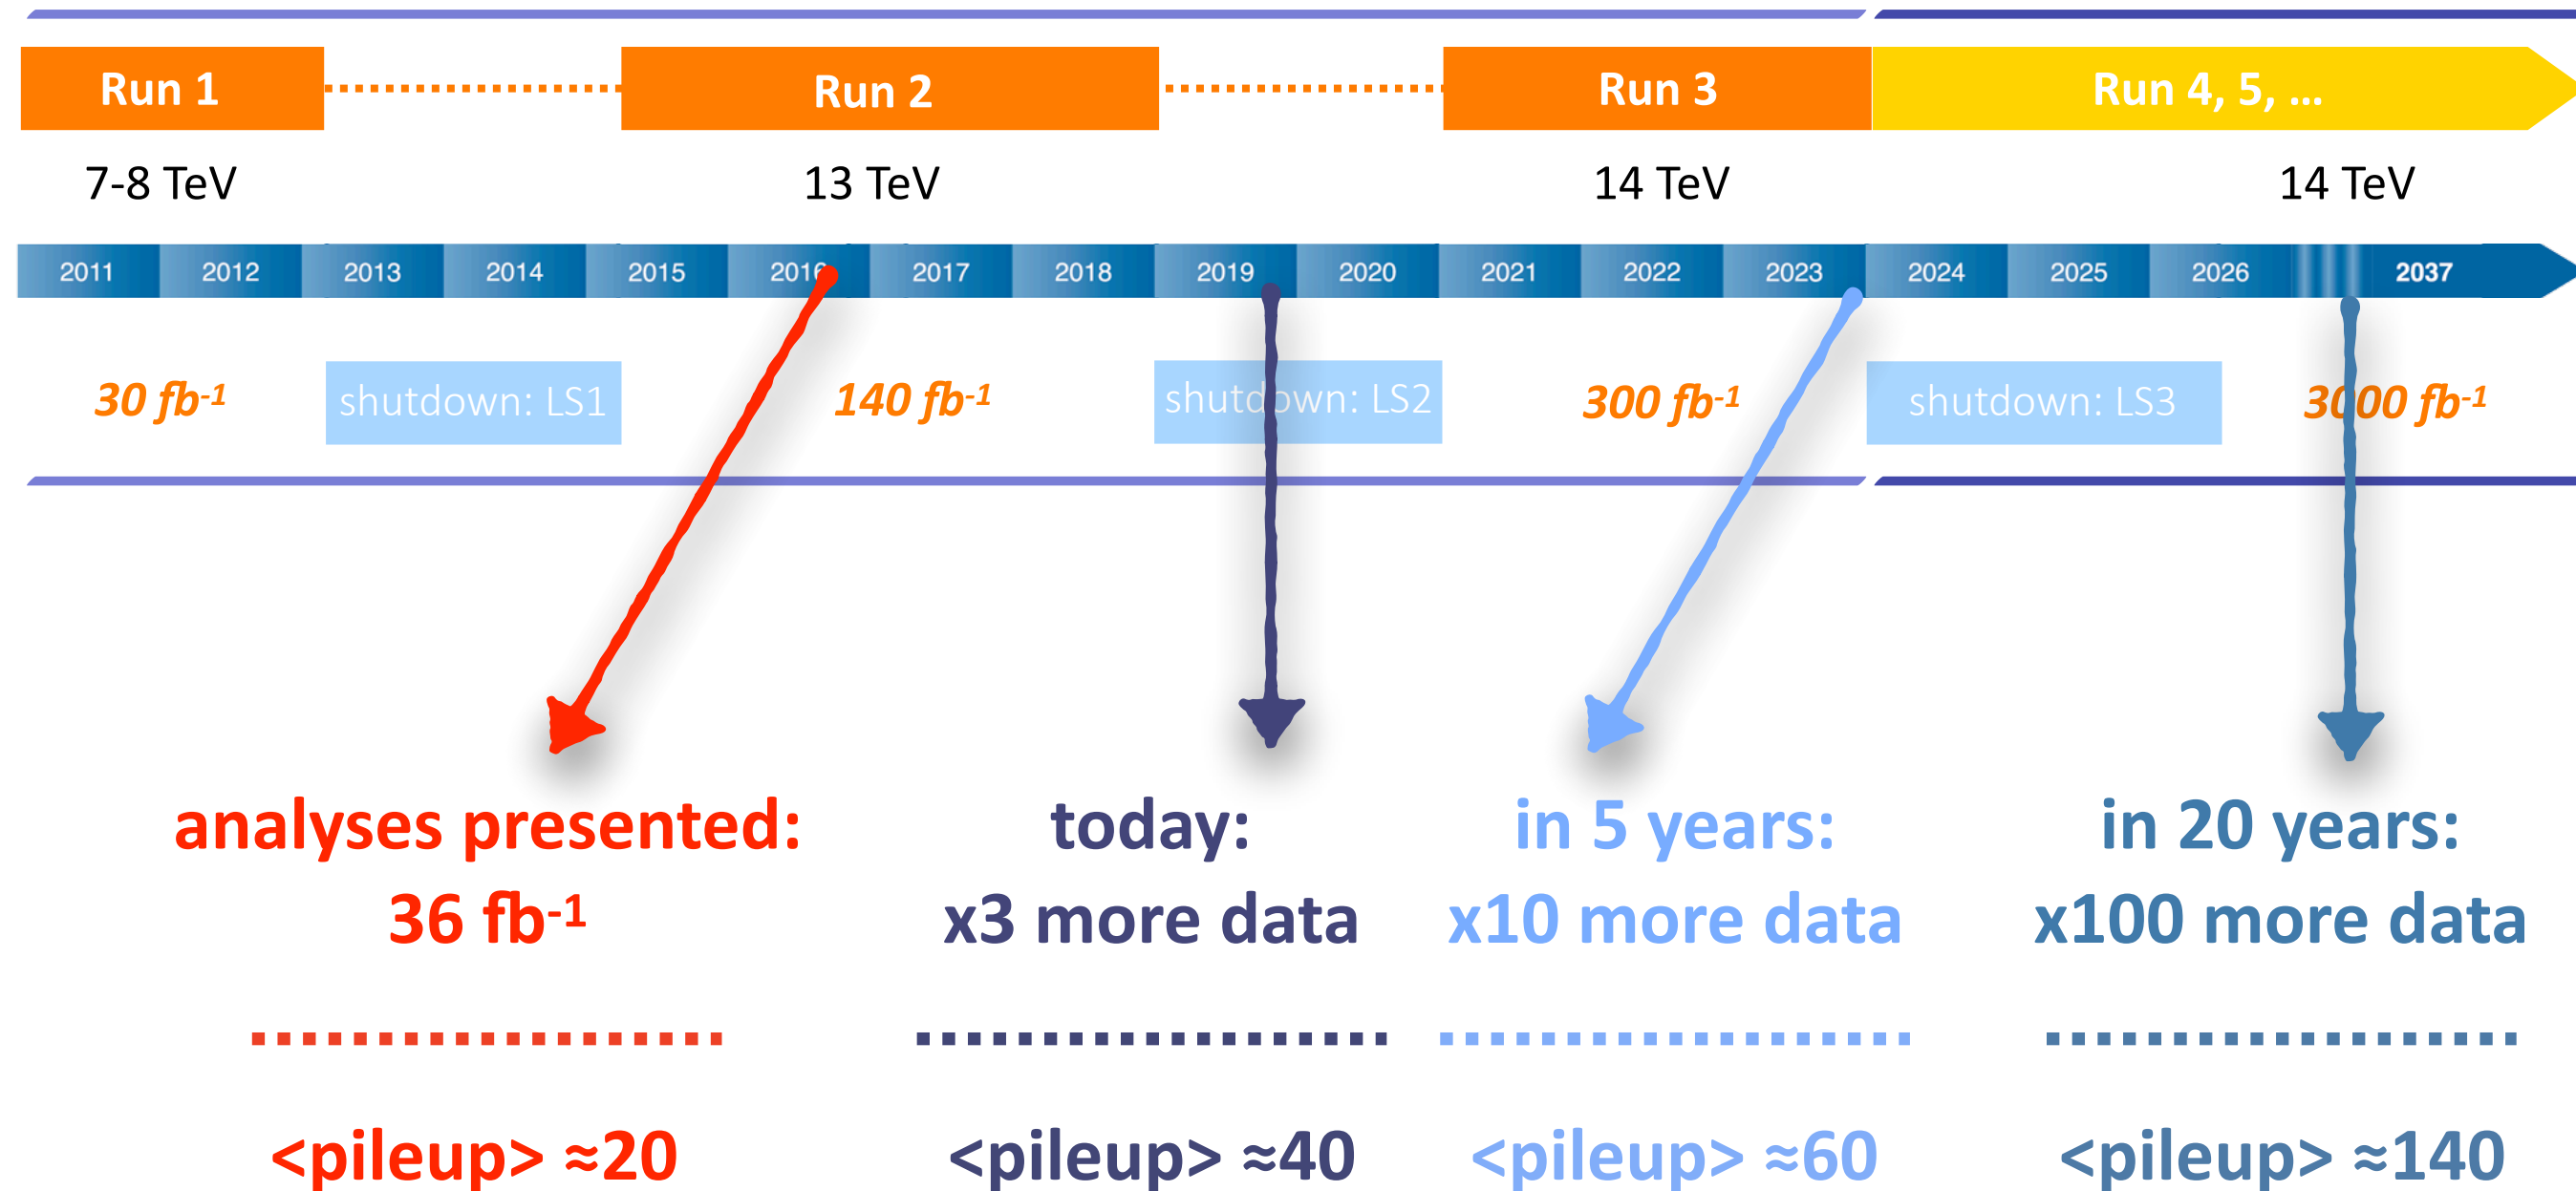 Run 1 Run 2 Run 3 Run 4, 5, ...
7-8 TeV 13 TeV 14 TeV 14 TeV
2011 2012 2013 2014 2015 2016 2017 2018 2019 2020 2021 2022 2023 2024 2025 2026 2037
30 fb-1 shutdown: LS1 140 fb-1 shutdown: LS2 300 fb-1 shutdown: LS3 3000 fb-1
analyses presented:
36 fb-1
<pileup> ≈20
today:
x3 more data
<pileup> ≈40
in 5 years:
x10 more data
<pileup> ≈60
in 20 years:
x100 more data
<pileup> ≈140